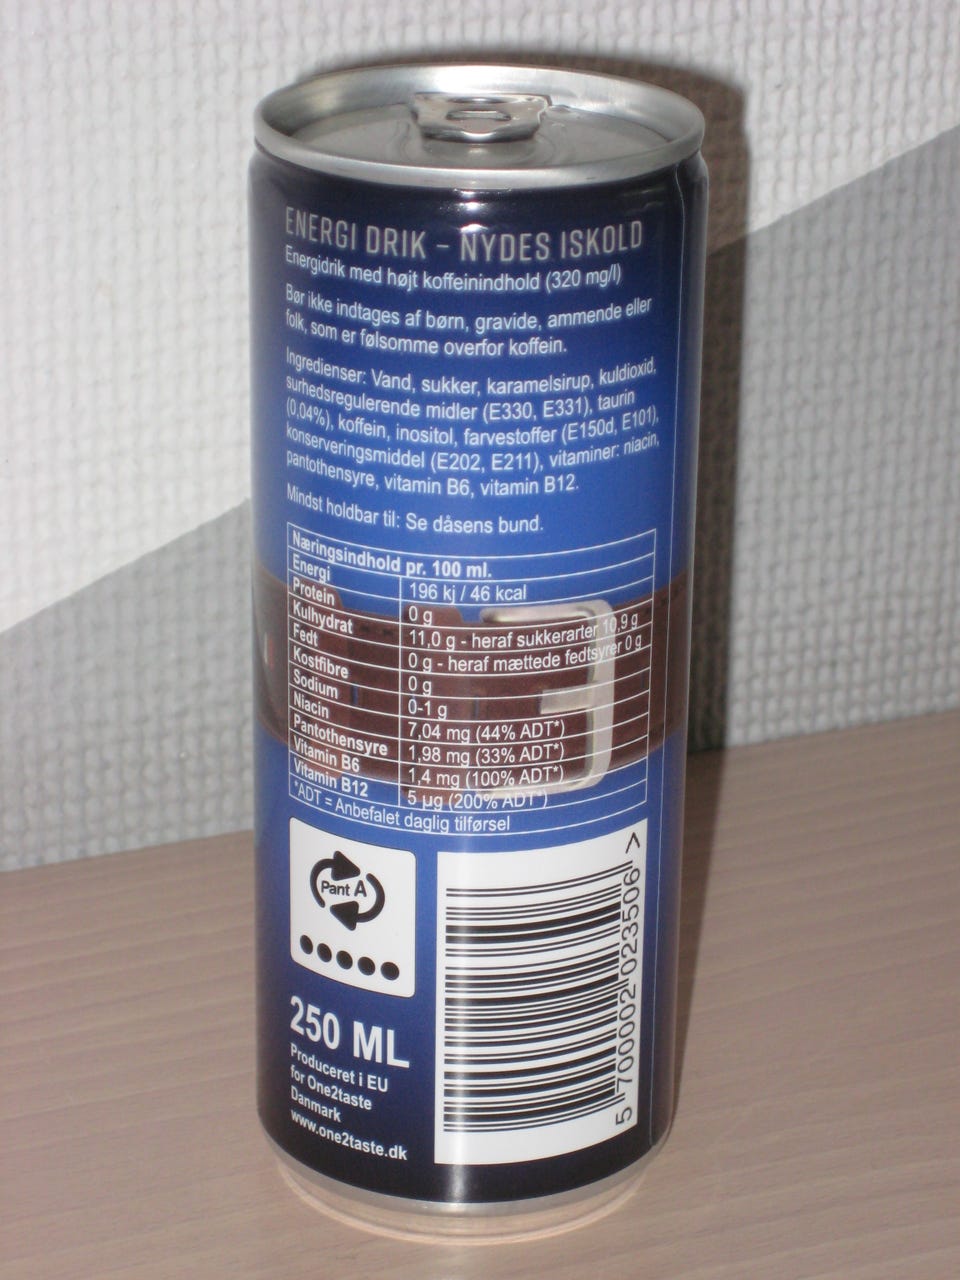 ENERGI DRIK – NYDES ISKOLD
Energidrik med højt koffeinindhold (320 mg/l)
Bør ikke indtages af børn, gravide, ammende eller
folk, som er følsomme overfor koffein.
Ingredienser: Vand, sukker, karamelsirup, kuldioxid,
surhedsregulerende midler (E330, E331), taurin
(0,04%), koffein, inositol, farvestoffer (E150d, E101),
konserveringsmiddel (E202, E211), vitaminer: niacin,
pantothensyre, vitamin B6, vitamin B12.
Mindst holdbar til: Se dåsens bund.
Næringsindhold pr. 100 ml.
Energi 196 kj / 46 kcal
Protein 0 g
Kulhydrat 11,0 g - heraf sukkerarter 10,9 g
Fedt 0 g - heraf mættede fedtsyrer 0 g
Kostfibre 0 g
Sodium 0-1 g
Niacin 7,04 mg (44% ADT*)
Pantothensyre 1,98 mg (33% ADT*)
Vitamin B6 1,4 mg (100% ADT*)
Vitamin B12 5 µg (200% ADT*)
*ADT = Anbefalet daglig tilførsel
Pant A
250 ML
Produceret i EU
for One2taste
Danmark
www.one2taste.dk
5 700002 023506 >